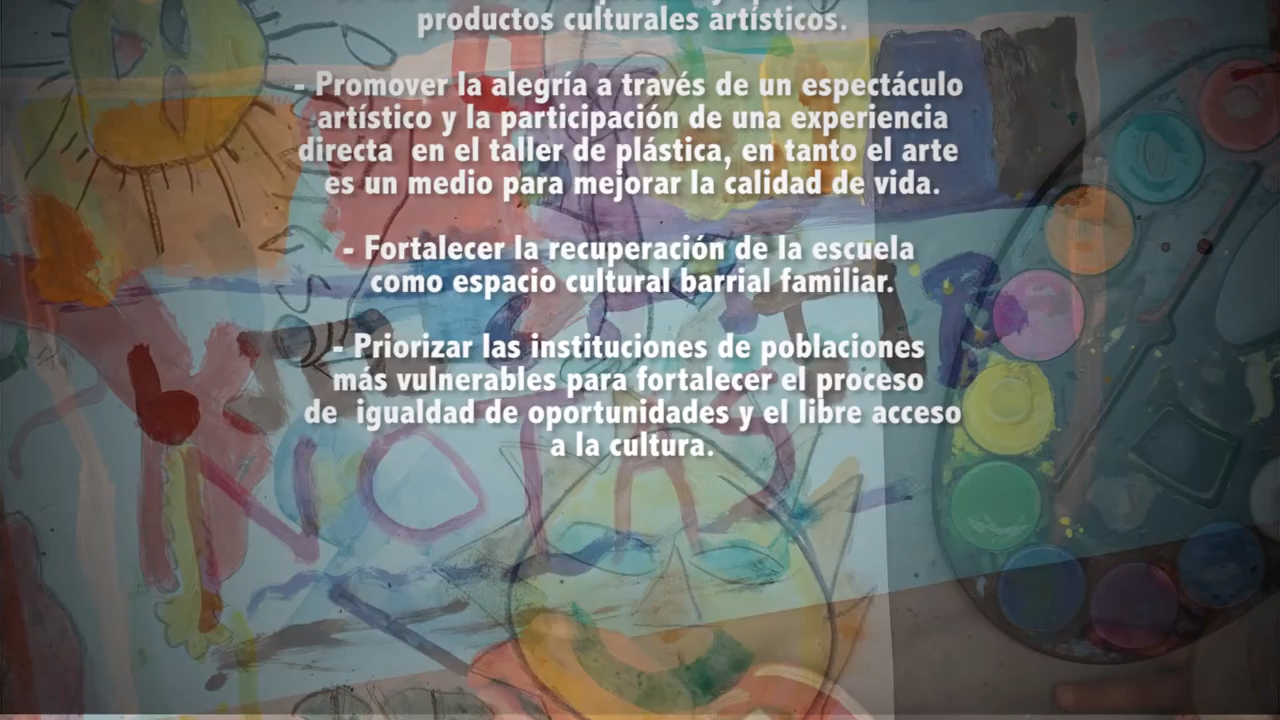 productos culturales artísticos.
- Promover la alegría a través de un espectáculo
artístico y la participación de una experiencia
directa  en el taller de plástica, en tanto el arte
es un medio para mejorar la calidad de vida.
- Fortalecer la recuperación de la escuela
como espacio cultural barrial familiar.
- Priorizar las instituciones de poblaciones
más vulnerables para fortalecer el proceso
de  igualdad de oportunidades y el libre acceso
a la cultura.